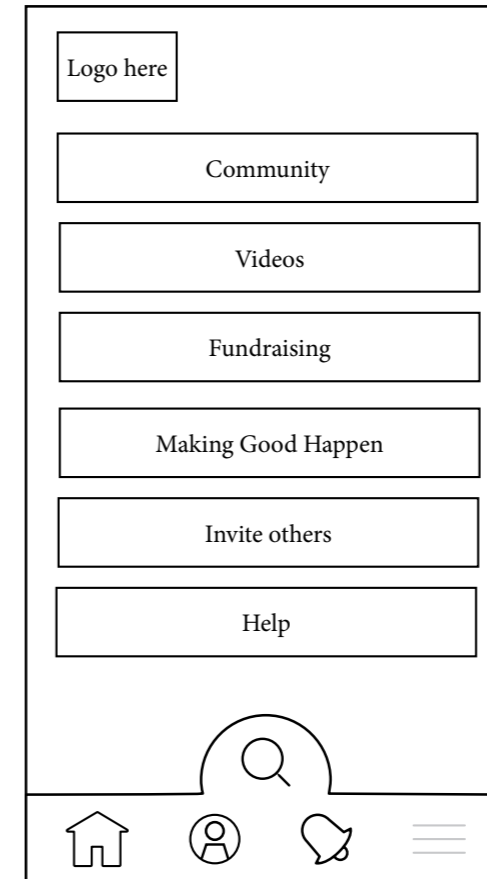 Logo here
Community
Videos
Fundraising
Making Good Happen
Invite others
Help